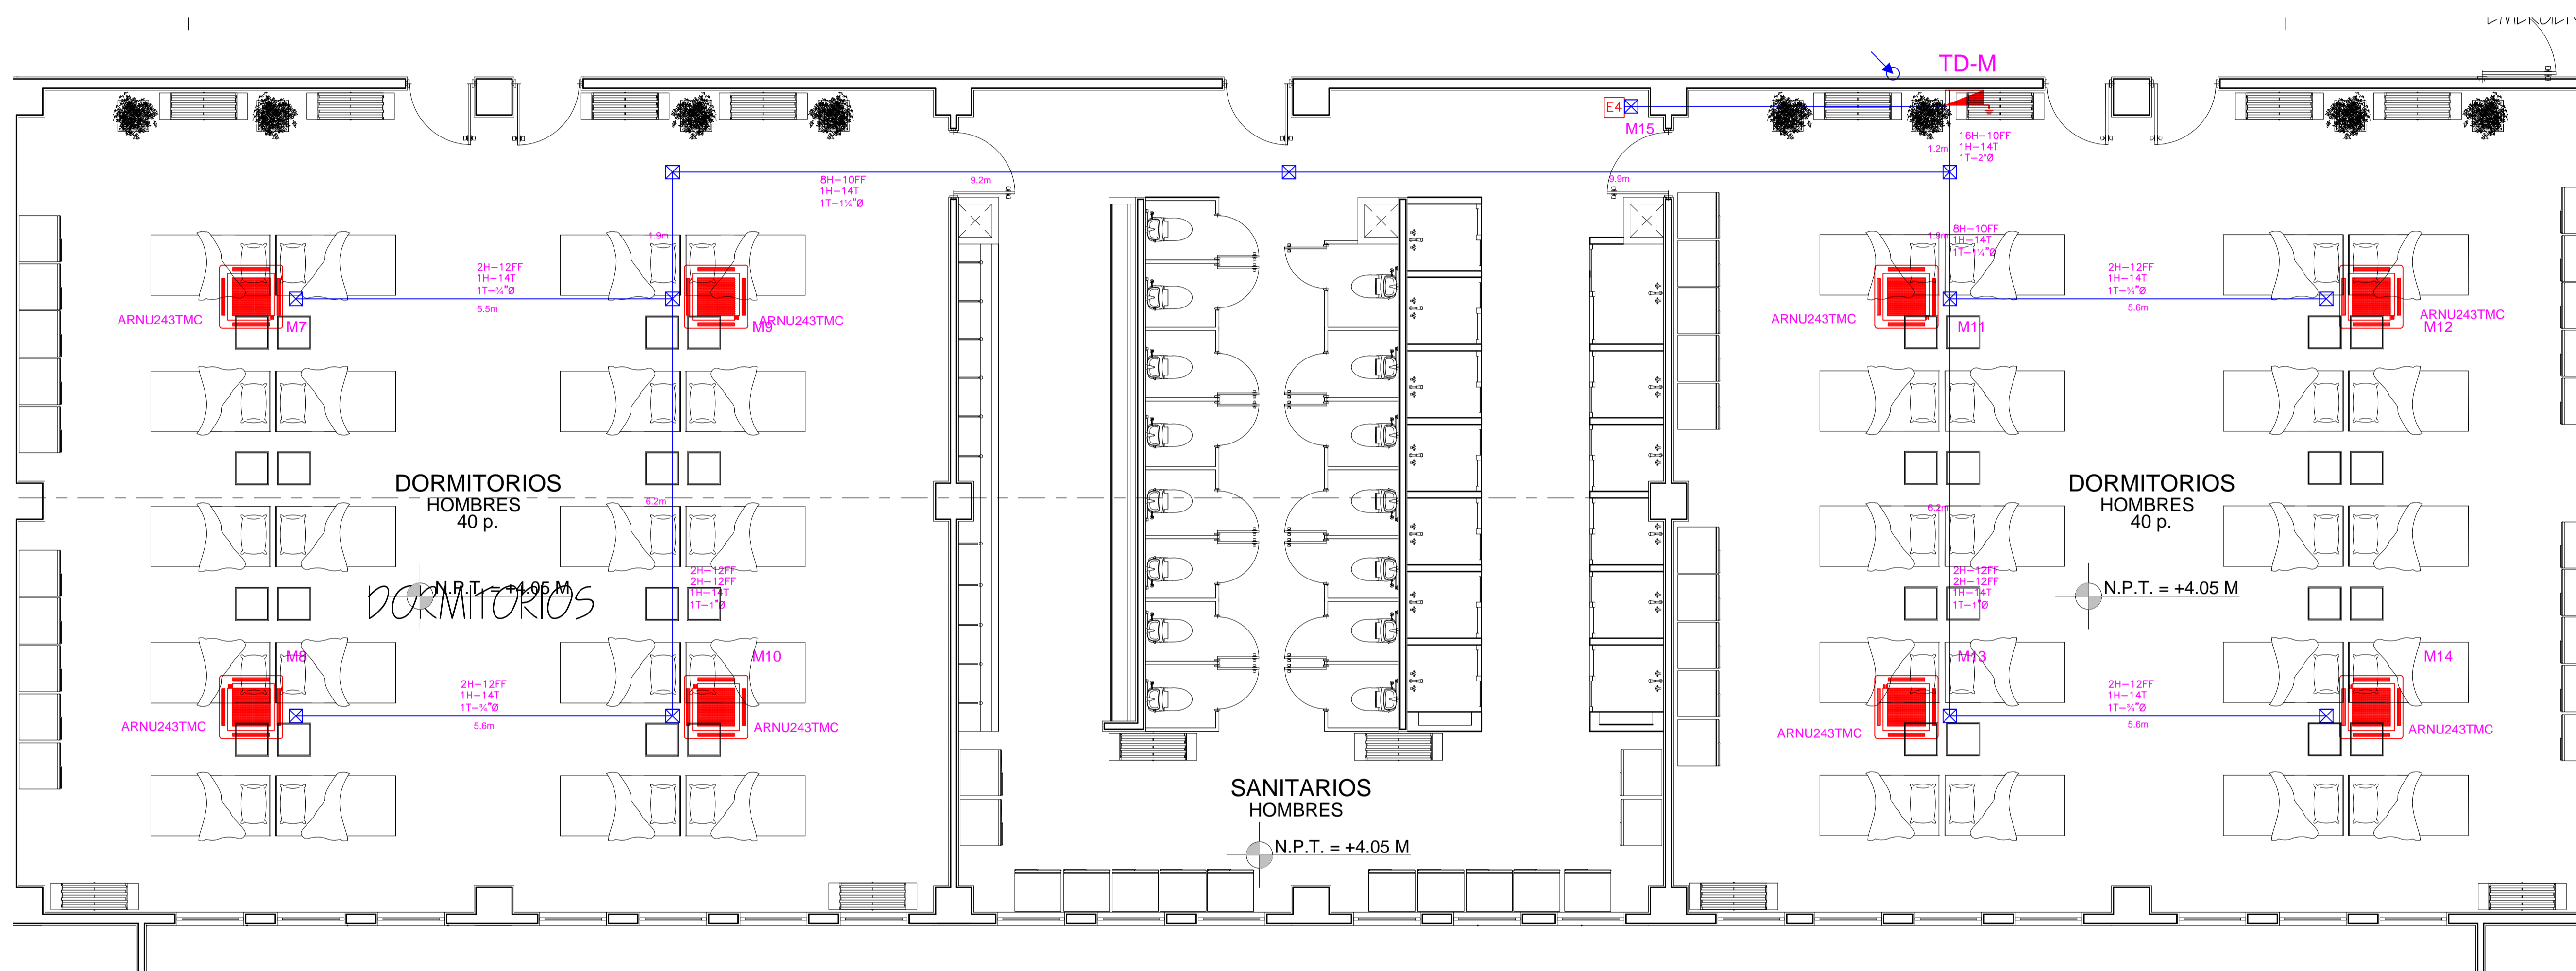 TD-M
E4
M15
16H-10FF
1H-14T
1T-2"Ø
1.2m
8H-10FF
1H-14T
1T-1¼"Ø
9.2m
9.9m
1.9m
8H-10FF
1H-14T
1T-1¼"Ø
1.9m
2H-12FF
1H-14T
1T-¾"Ø
5.5m
2H-12FF
1H-14T
1T-¾"Ø
5.6m
ARNU243TMC
M7
M9
ARNU243TMC
ARNU243TMC
M11
ARNU243TMC
M12
DORMITORIOS
HOMBRES
40 p.
6.2m
DORMITORIOS
HOMBRES
40 p.
6.2m
N.P.T. = +4.05 M
DORMITORIOS
2H-12FF
2H-12FF
1H-14T
1T-1"Ø
2H-12FF
2H-12FF
1H-14T
1T-1"Ø
N.P.T. = +4.05 M
M8
M10
M13
M14
2H-12FF
1H-14T
1T-¾"Ø
5.6m
2H-12FF
1H-14T
1T-¾"Ø
5.6m
ARNU243TMC
ARNU243TMC
ARNU243TMC
ARNU243TMC
SANITARIOS
HOMBRES
N.P.T. = +4.05 M